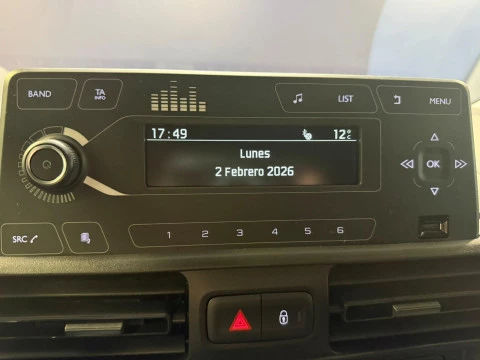 BAND
TA
INFO
LIST
MENU
17:49
12°C
Lunes
2 Febrero 2026
OK
SRC
1 2 3 4 5 6